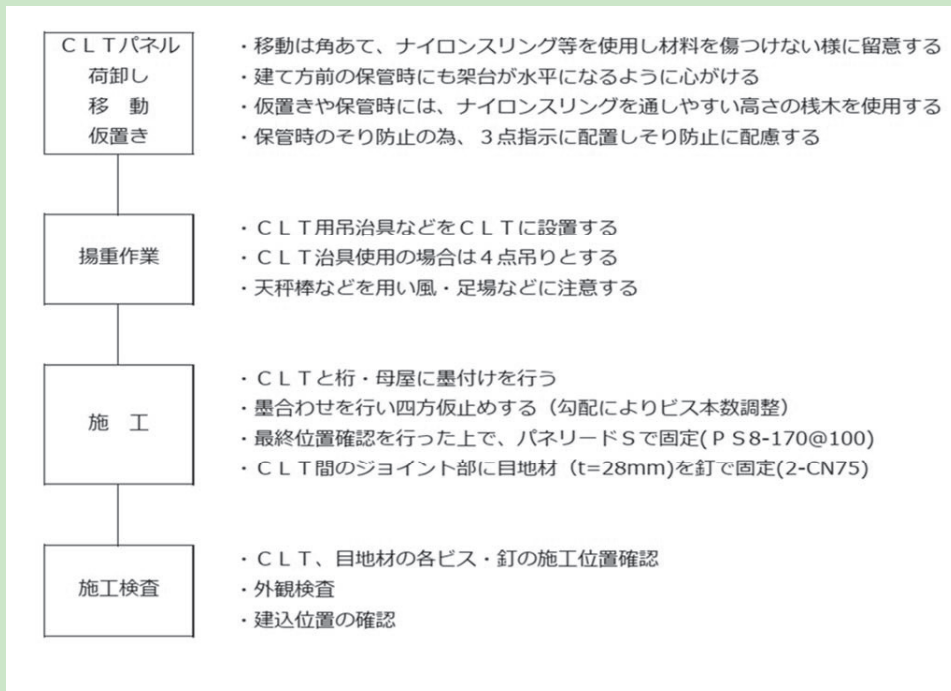 ＣＬＴパネル
荷卸し
移　動
仮置き
・移動は角あて、ナイロンスリング等を使用し材料を傷つけない様に留意する
・建て方前の保管時にも架台が水平になるように心がける
・仮置きや保管時には、ナイロンスリングを通しやすい高さの桟木を使用する
・保管時のそり防止の為、３点指示に配置しそり防止に配慮する
揚重作業
・ＣＬＴ用吊治具などをＣＬＴに設置する
・ＣＬＴ治具使用の場合は４点吊りとする
・天秤棒などを用い風・足場などに注意する
施　工
・ＣＬＴと桁・母屋に墨付けを行う
・墨合わせを行い四方仮止めする（勾配によりビス本数調整）
・最終位置確認を行った上で、パネリードＳで固定(ＰＳ8-170@100)
・ＣＬＴ間のジョイント部に目地材（t=28mm)を釘で固定(2-CN75)
施工検査
・ＣＬＴ、目地材の各ビス・釘の施工位置確認
・外観検査
・建込位置の確認